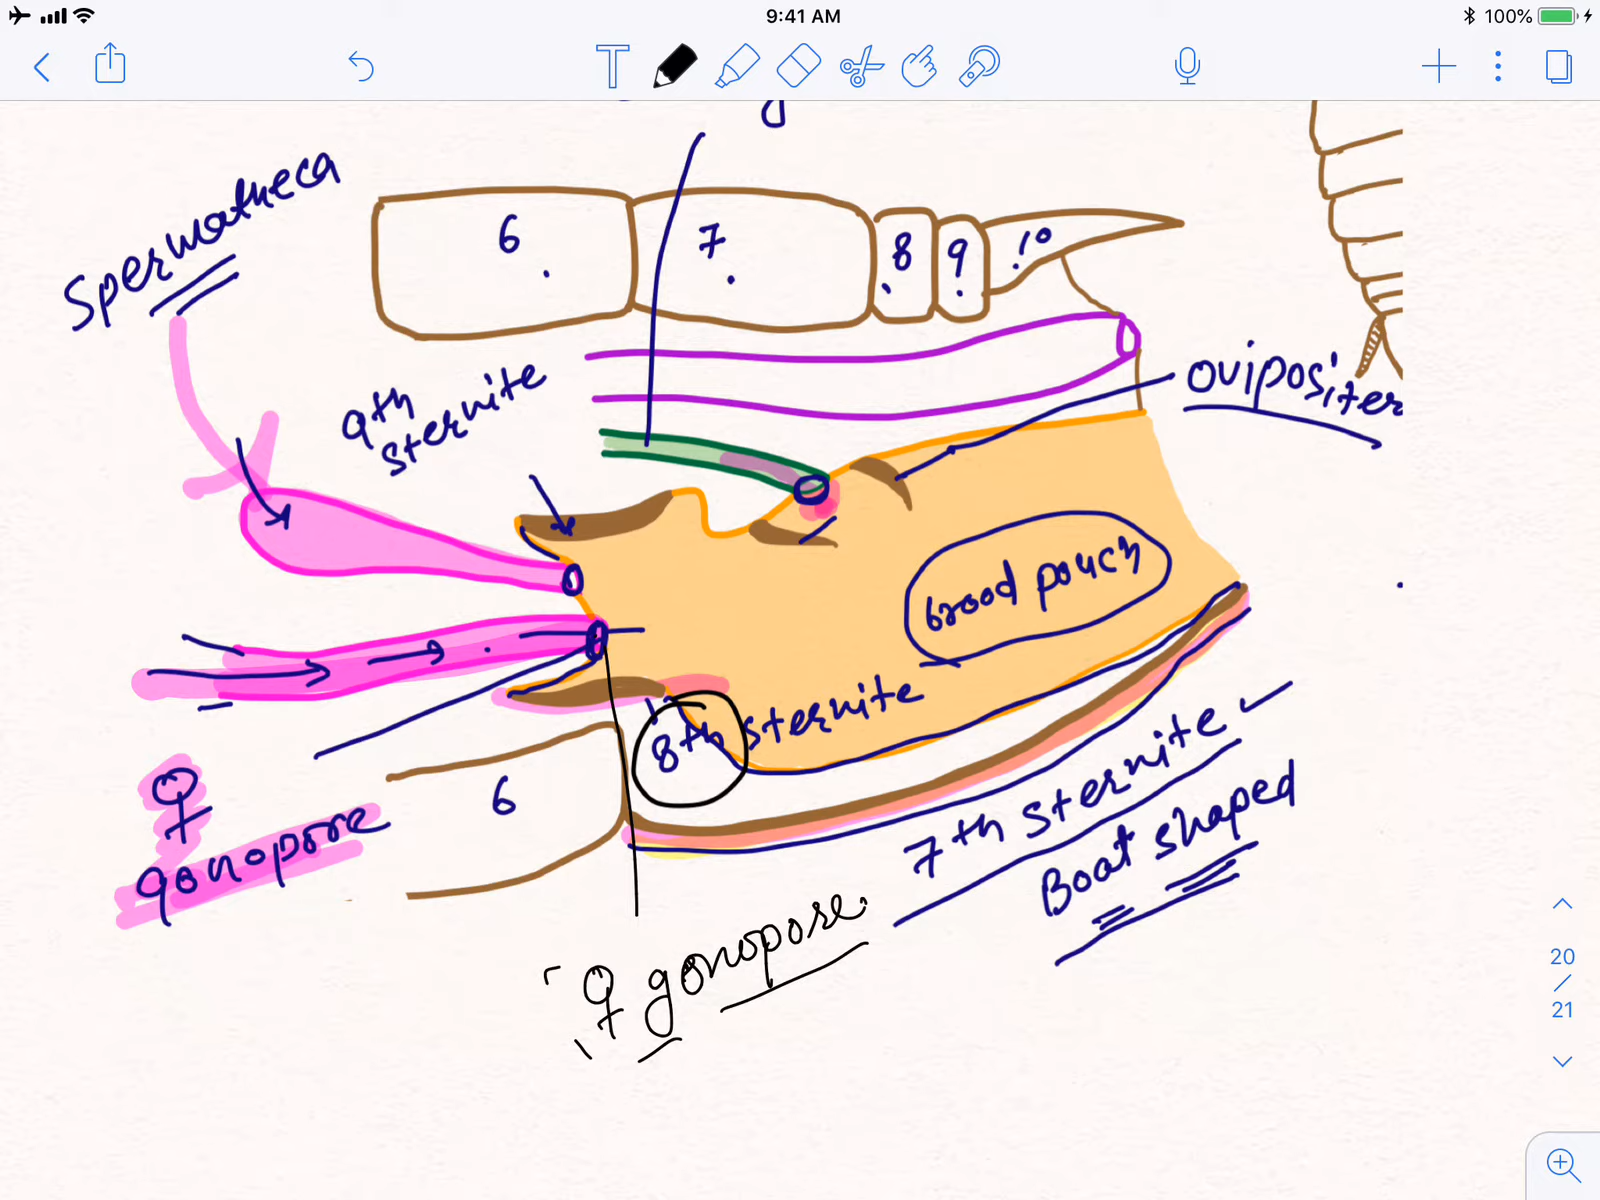 9:41 AM
100%
T
g
Spermatheca
6
7
8
9
10
9th
sternite
ovipositer
brood pouch
8th sternite
7th sternite
Boat shaped
6
♀
gonopore
♀ gonopore
20
/
21